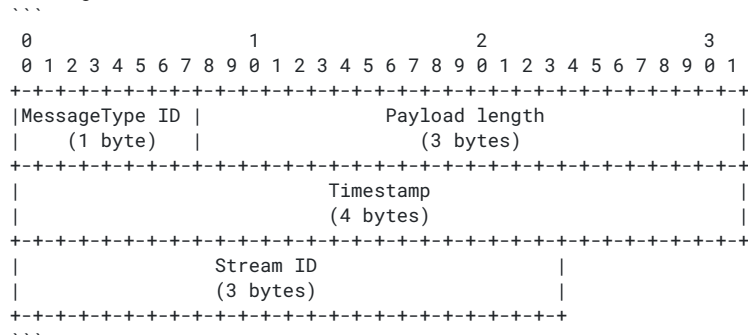 ```
 0                   1                   2                   3
 0 1 2 3 4 5 6 7 8 9 0 1 2 3 4 5 6 7 8 9 0 1 2 3 4 5 6 7 8 9 0 1
+-+-+-+-+-+-+-+-+-+-+-+-+-+-+-+-+-+-+-+-+-+-+-+-+-+-+-+-+-+-+-+-+
|MessageType ID |                Payload length                 |
|    (1 byte)   |                   (3 bytes)                   |
+-+-+-+-+-+-+-+-+-+-+-+-+-+-+-+-+-+-+-+-+-+-+-+-+-+-+-+-+-+-+-+-+
|                           Timestamp                           |
|                           (4 bytes)                           |
+-+-+-+-+-+-+-+-+-+-+-+-+-+-+-+-+-+-+-+-+-+-+-+-+-+-+-+-+-+-+-+-+
|                 Stream ID                     |
|                 (3 bytes)                     |
+-+-+-+-+-+-+-+-+-+-+-+-+-+-+-+-+-+-+-+-+-+-+-+-+
```